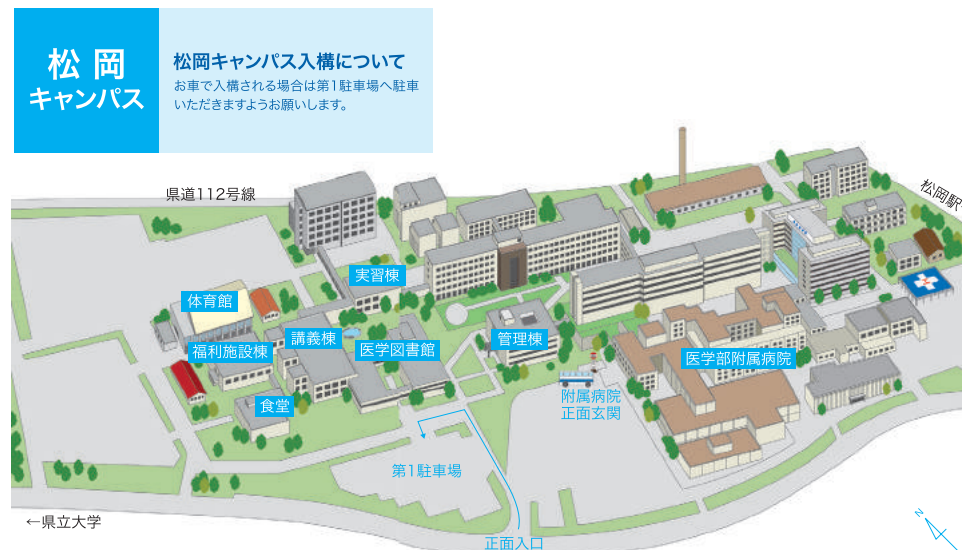 松岡
キャンパス
松岡キャンパス入構について
お車で入構される場合は第1駐車場へ駐車
いただきますようお願いします。
県道112号線
松岡駅
実習棟
体育館
講義棟
管理棟
福利施設棟
医学図書館
医学部附属病院
附属病院
正面玄関
食堂
第1駐車場
←県立大学
正面入口
N